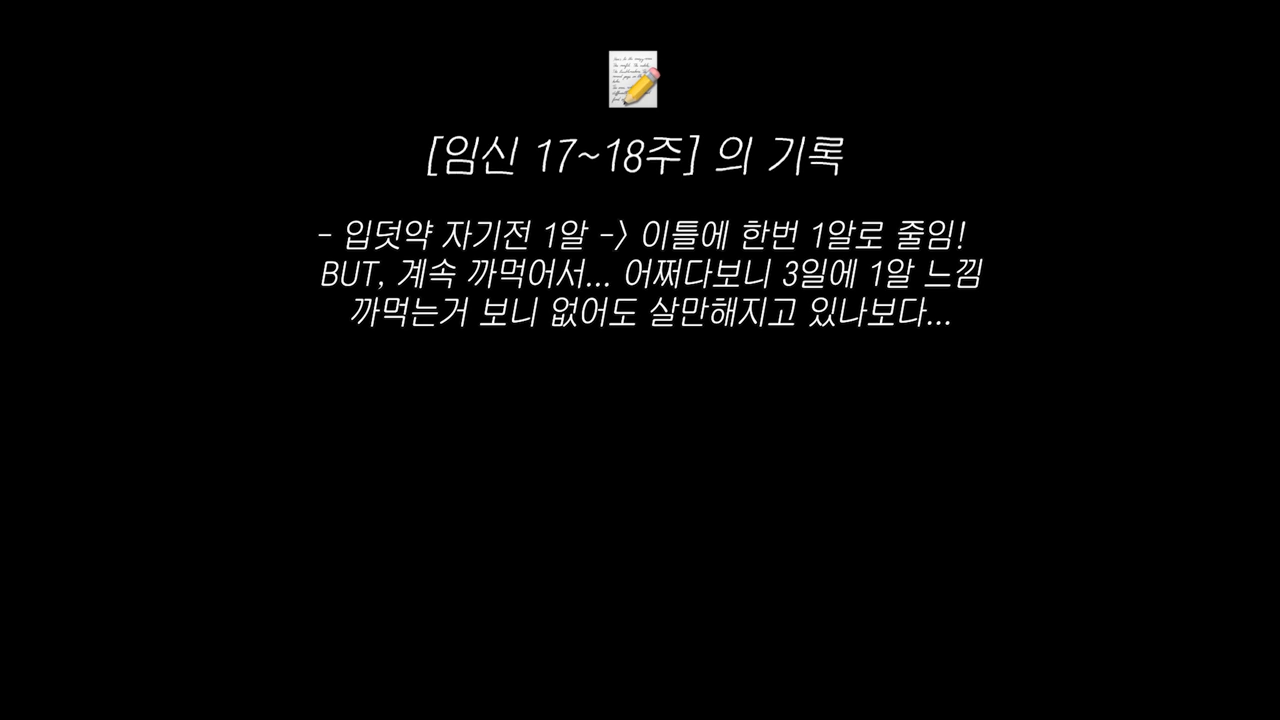 [임신 17~18주] 의 기록
- 입덧약 자기전 1알 -> 이틀에 한번 1알로 줄임!
BUT, 계속 까먹어서... 어쩌다보니 3일에 1알 느낌
까먹는거 보니 없어도 살만해지고 있나보다...